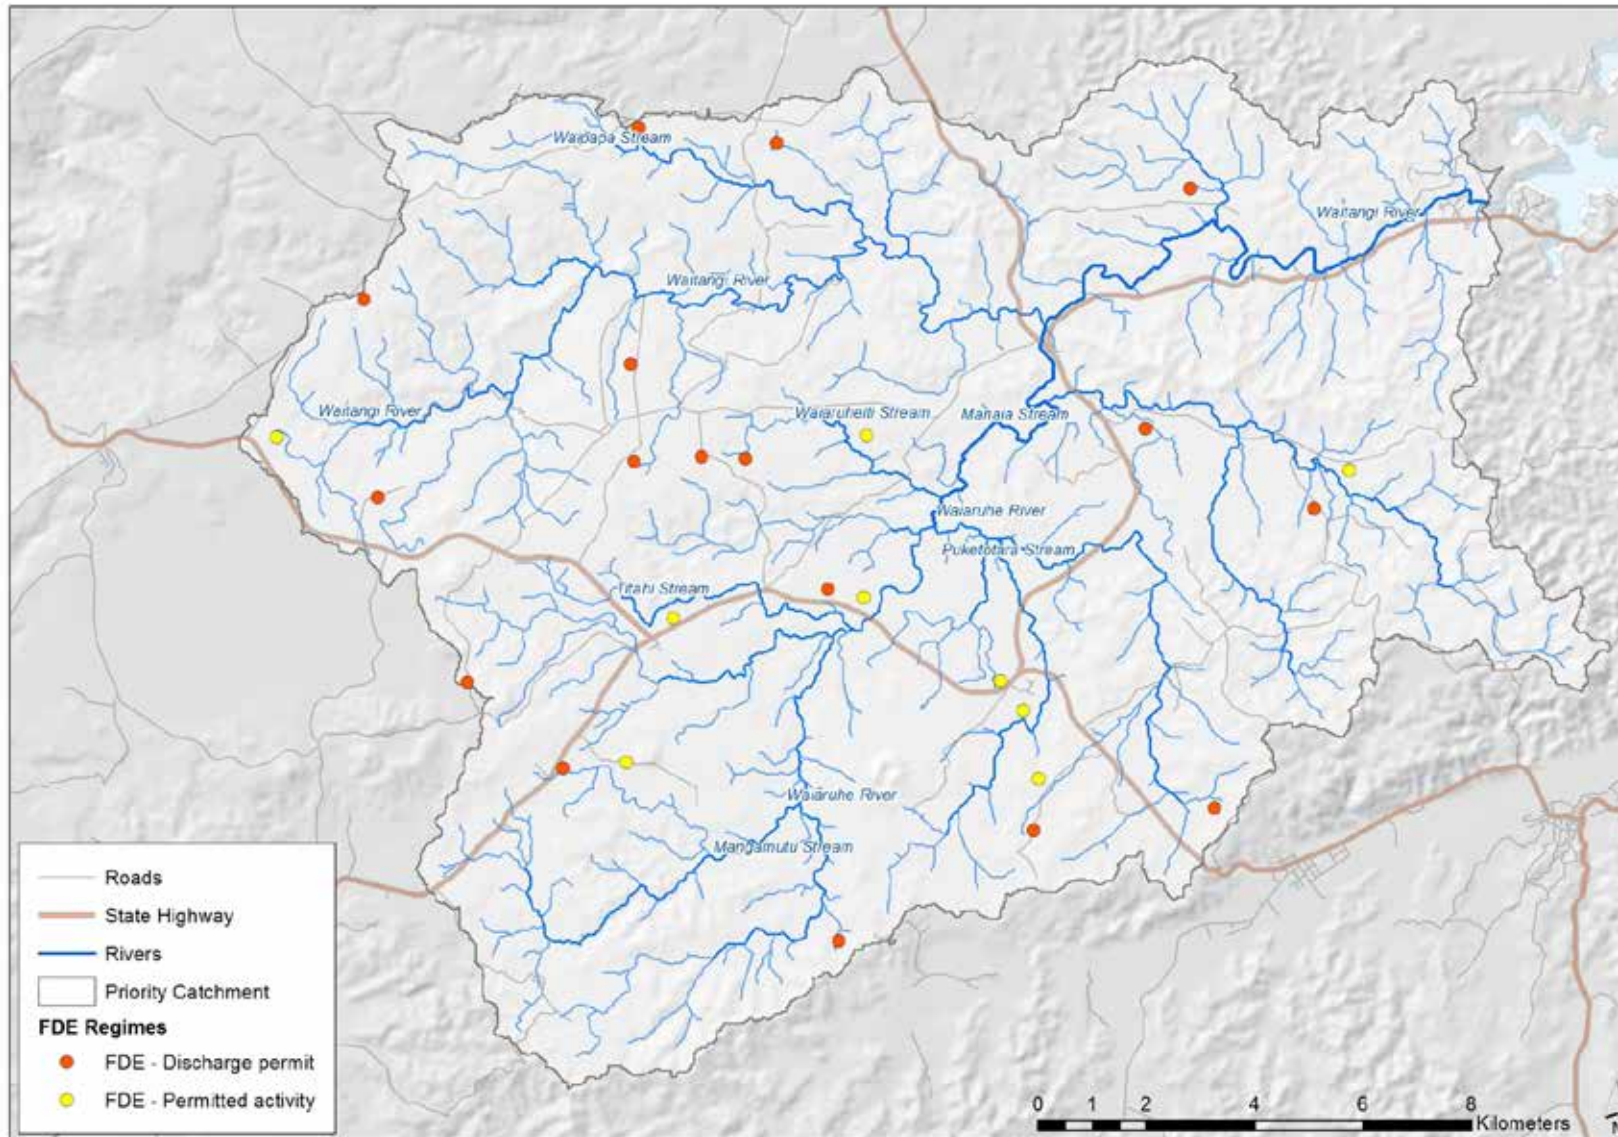 Waipapa Stream
Waitangi River
Waitangi River
Waitangi River
Waiaruheiti Stream
Manaia Stream
Waiaruhe River
Puketotara Stream
Titahi Stream
Waiaruhe River
Mangamutu Stream
Roads
State Highway
Rivers
Priority Catchment
FDE Regimes
FDE - Discharge permit
FDE - Permitted activity
0 1 2 4 6 8
Kilometers